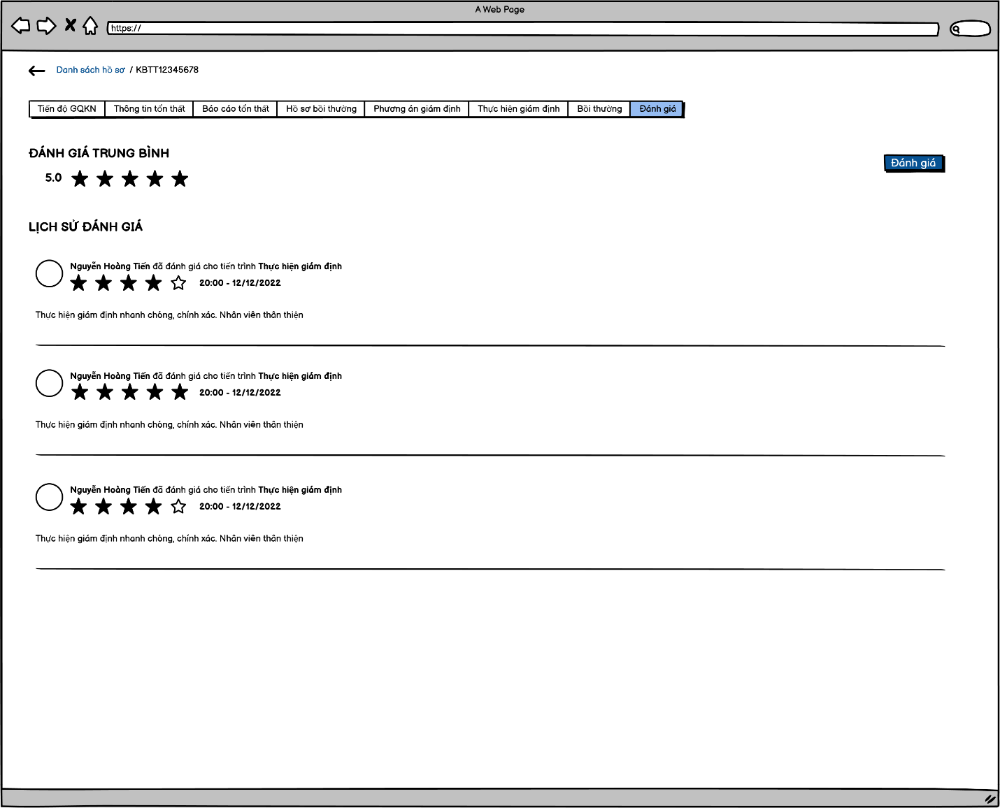 A Web Page
https://
Danh sách hồ sơ / KBTT12345678
Tiến độ GQKN Thông tin tổn thất Báo cáo tổn thất Hồ sơ bồi thường Phương án giám định Thực hiện giám định Bồi thường Đánh giá
ĐÁNH GIÁ TRUNG BÌNH
Đánh giá
5.0
LỊCH SỬ ĐÁNH GIÁ
Nguyễn Hoàng Tiến đã đánh giá cho tiến trình Thực hiện giám định
20:00 - 12/12/2022
Thực hiện giám định nhanh chóng, chính xác. Nhân viên thân thiện
Nguyễn Hoàng Tiến đã đánh giá cho tiến trình Thực hiện giám định
20:00 - 12/12/2022
Thực hiện giám định nhanh chóng, chính xác. Nhân viên thân thiện
Nguyễn Hoàng Tiến đã đánh giá cho tiến trình Thực hiện giám định
20:00 - 12/12/2022
Thực hiện giám định nhanh chóng, chính xác. Nhân viên thân thiện